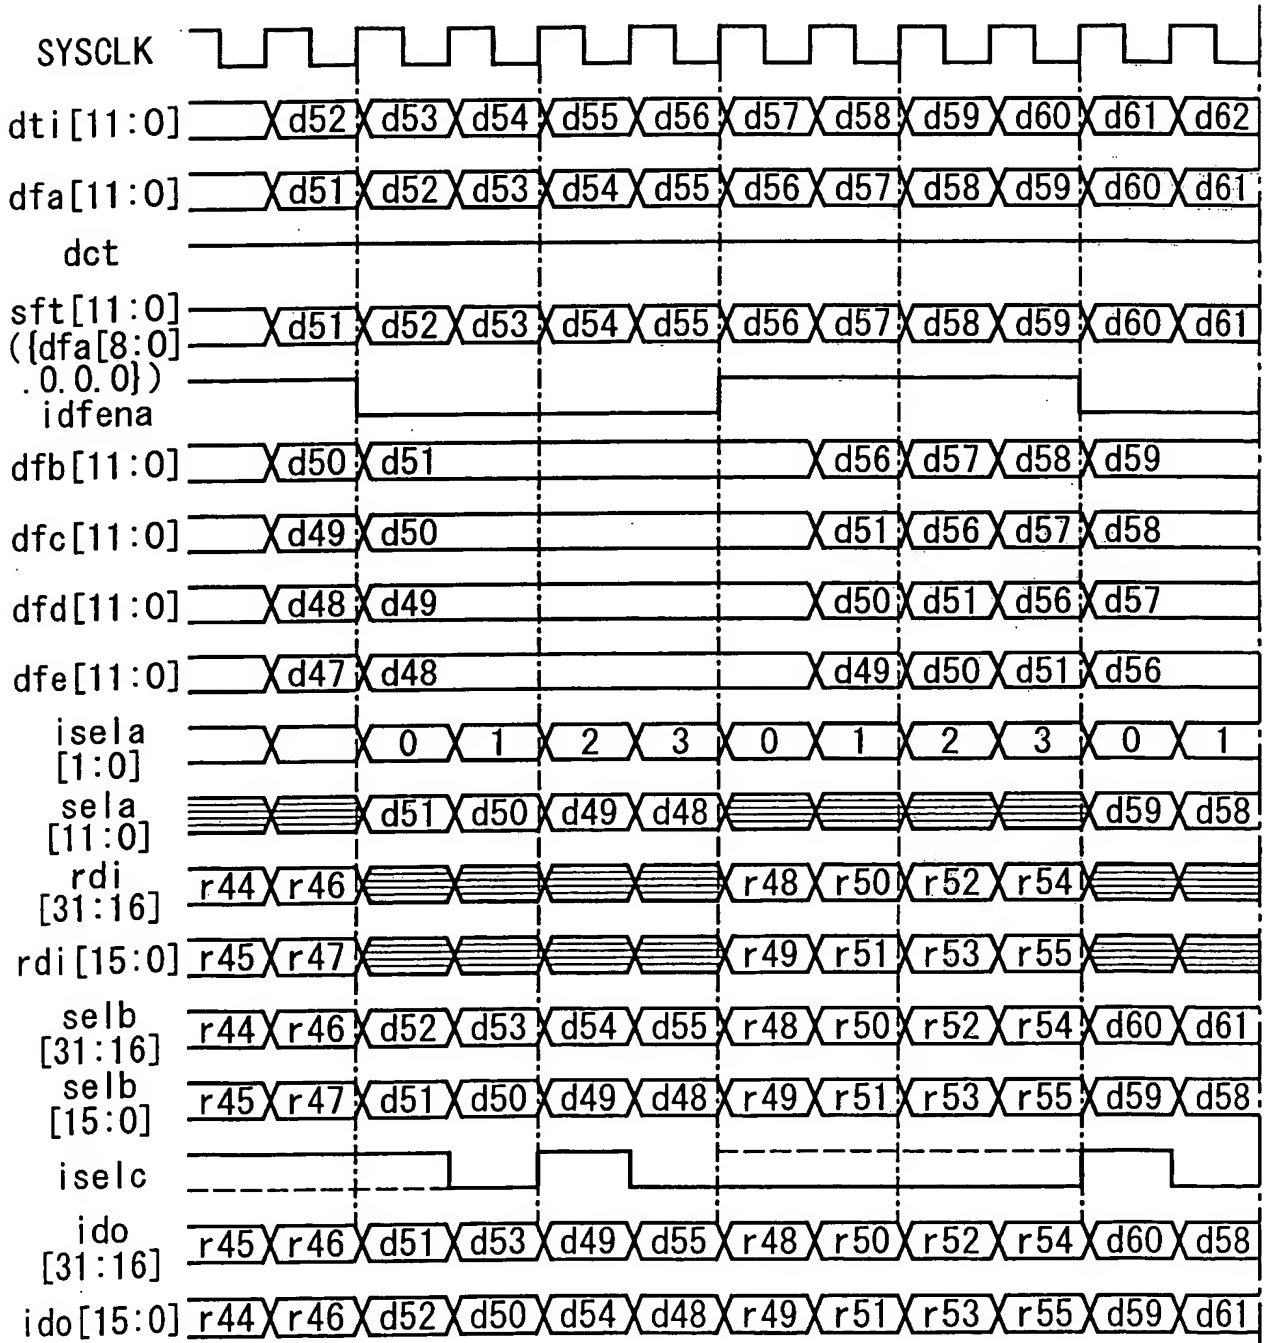 SYSCLK
dti[11:0] d52 d53 d54 d55 d56 d57 d58 d59 d60 d61 d62
dfa[11:0] d51 d52 d53 d54 d55 d56 d57 d58 d59 d60 d61
dct
sft[11:0]
({dfa[8:0] d51 d52 d53 d54 d55 d56 d57 d58 d59 d60 d61
.0.0.0})
idfena
dfb[11:0] d50 d51 d56 d57 d58 d59
dfc[11:0] d49 d50 d51 d56 d57 d58
dfd[11:0] d48 d49 d50 d51 d56 d57
dfe[11:0] d47 d48 d49 d50 d51 d56
isela
[1:0] 0 1 2 3 0 1 2 3 0 1
sela
[11:0] d51 d50 d49 d48 d59 d58
rdi
[31:16] r44 r46 r48 r50 r52 r54
rdi[15:0] r45 r47 r49 r51 r53 r55
selb
[31:16] r44 r46 d52 d53 d54 d55 r48 r50 r52 r54 d60 d61
selb
[15:0] r45 r47 d51 d50 d49 d48 r49 r51 r53 r55 d59 d58
iselc
ido
[31:16] r45 r46 d51 d53 d49 d55 r48 r50 r52 r54 d60 d58
ido[15:0] r44 r46 d52 d50 d54 d48 r49 r51 r53 r55 d59 d61